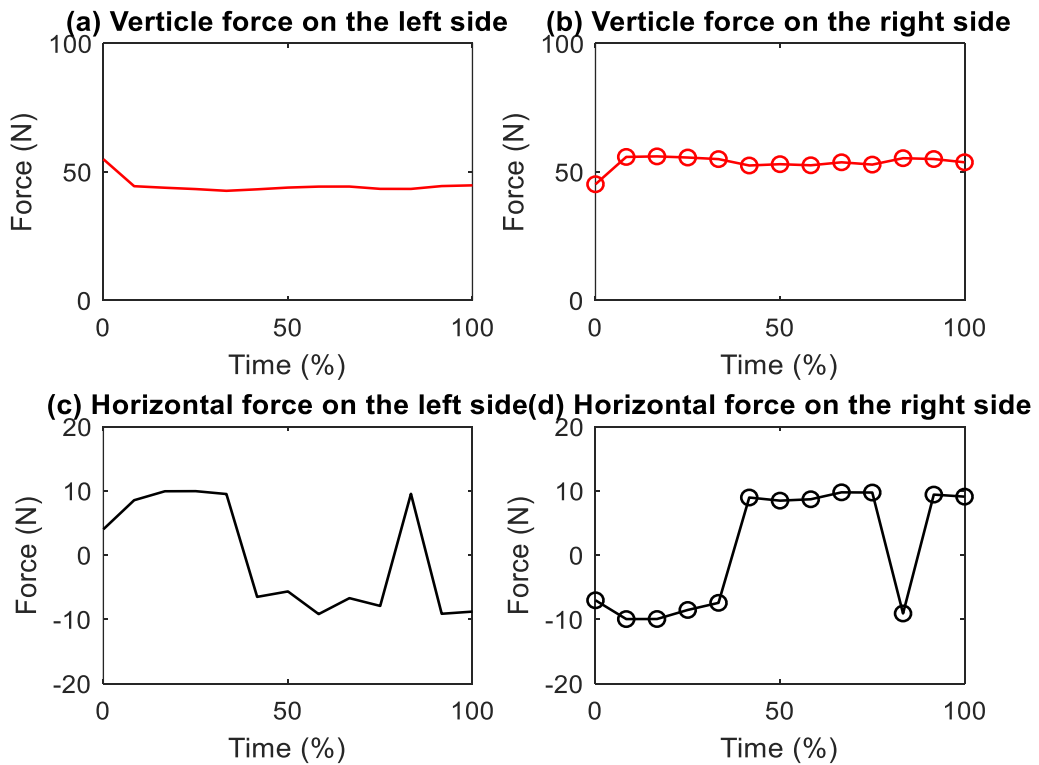 (a) Verticle force on the left side
100
50
0
Force (N)
0 50 100
Time (%)
(b) Verticle force on the right side
100
50
0
Force (N)
0 50 100
Time (%)
(c) Horizontal force on the left side
20
10
0
-10
-20
Force (N)
0 50 100
Time (%)
(d) Horizontal force on the right side
20
10
0
-10
-20
Force (N)
0 50 100
Time (%)